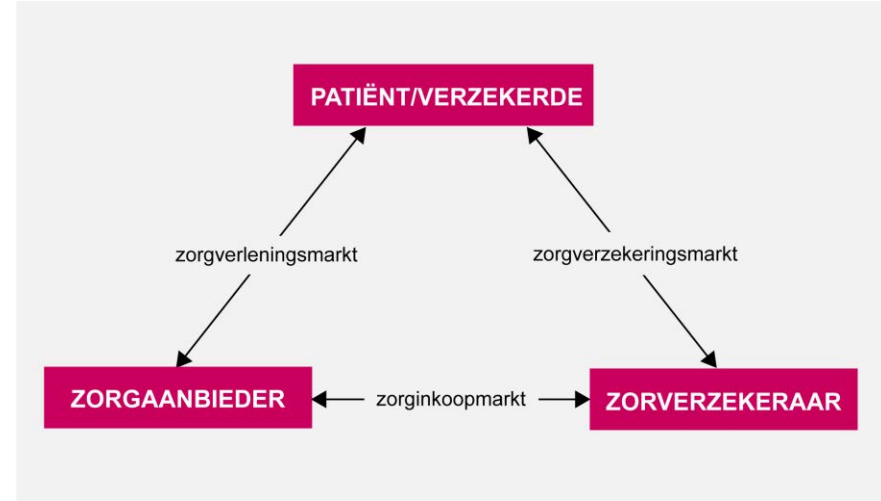 PATIËNT/VERZEKERDE
zorgverleningsmarkt
zorgverzekeringsmarkt
ZORGAANBIEDER
zorginkoopmarkt
ZORVERZEKERAAR